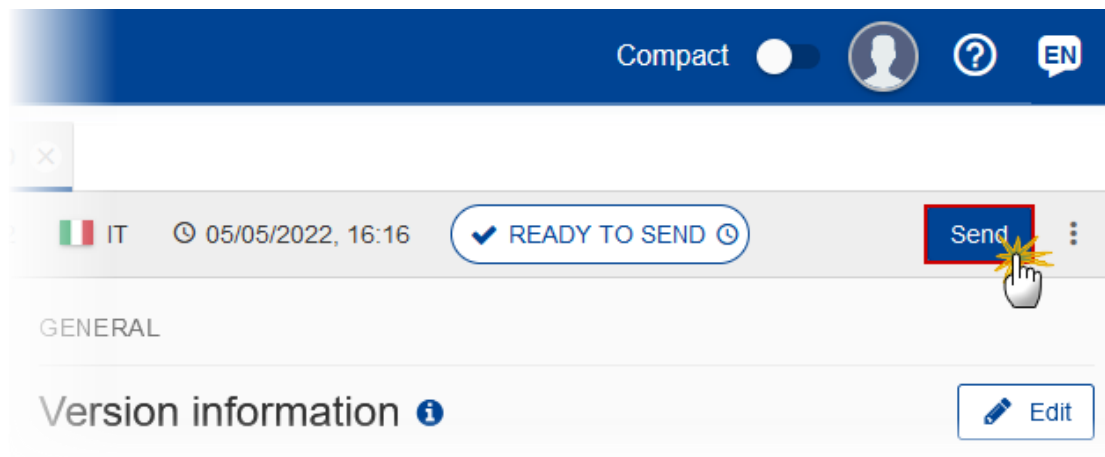 Compact EN
IT 05/05/2022, 16:16 READY TO SEND Send
GENERAL
Version information Edit